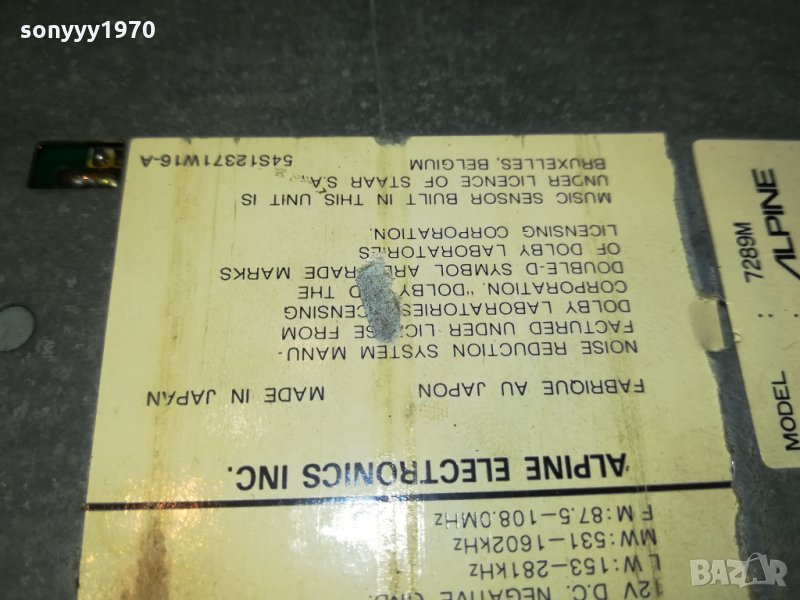 sonyyy1970
12V D.C. NEGATIVE GND.
LW:153-281kHz
MW:531-1602kHz
FM:87.5-108.0MHz
ALPINE ELECTRONICS INC.
FABRIQUE AU JAPON MADE IN JAPAN
NOISE REDUCTION SYSTEM MANU-
FACTURED UNDER LICENSE FROM
DOLBY LABORATORIES LICENSING
CORPORATION. "DOLBY" THE
DOUBLE-D SYMBOL ARE TRADE MARKS
OF DOLBY LABORATORIES
LICENSING CORPORATION.
MUSIC SENSOR BUILT IN THIS UNIT IS
UNDER LICENCE OF STAAR S.A.,
BRUXELLES, BELGIUM 54S12371W16-A
ALPINE
MODEL : 7289M
BAZAR